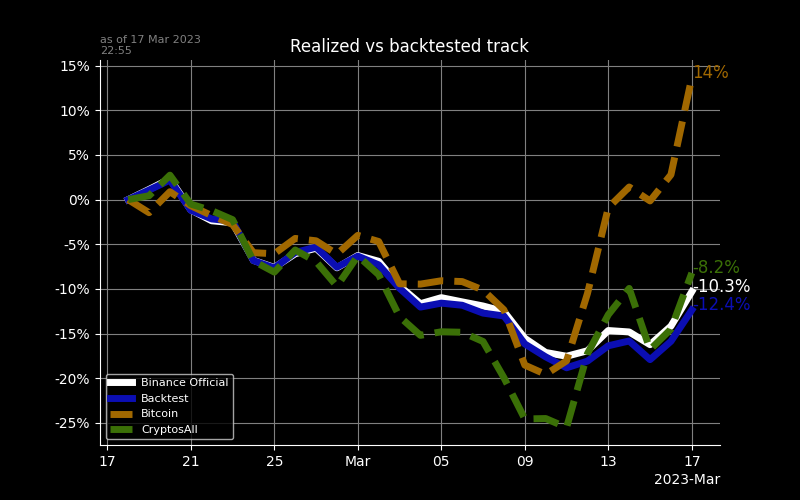 as of 17 Mar 2023
22:55
Realized vs backtested track
15%
10%
5%
0%
-5%
-10%
-15%
-20%
-25%
14%
-8.2%
-10.3%
-12.4%
Binance Official
Backtest
Bitcoin
CryptosAll
17
21
25
Mar
05
09
13
17
2023-Mar